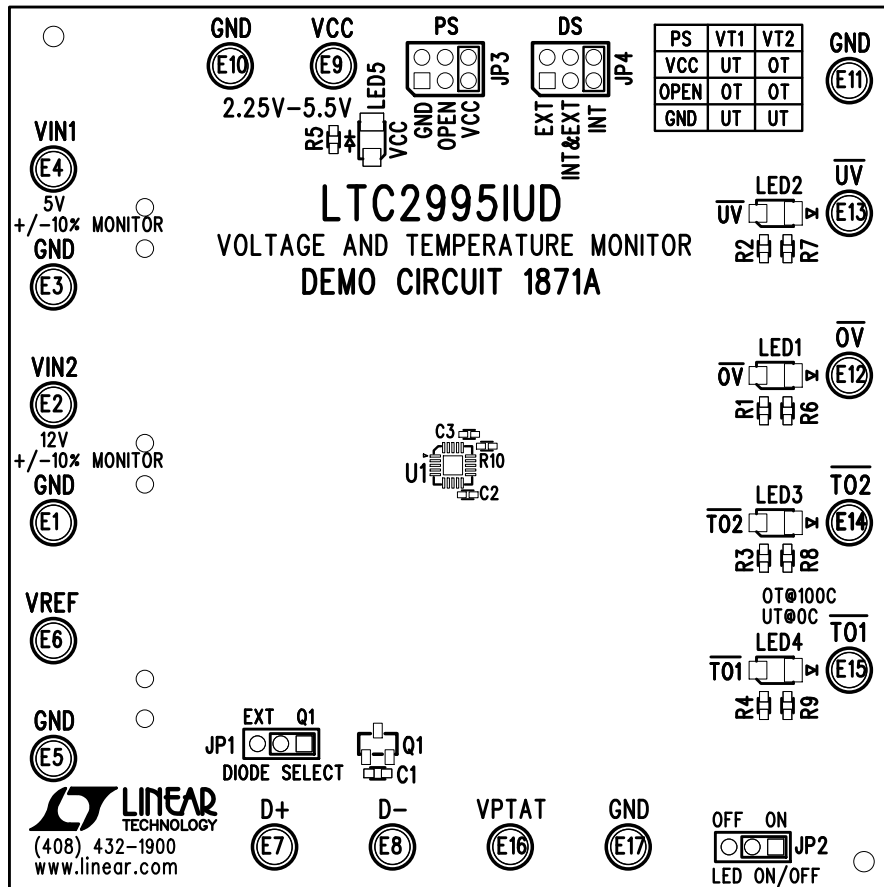 GND VCC PS DS
E10 E9 JP3 JP4
2.25V-5.5V LED5
R5 VCC
GND OPEN VCC
EXT INT&EXT INT
PS VT1 VT2
VCC UT OT
OPEN OT OT
GND UT UT
GND
E11
VIN1
E4
5V
+/-10% MONITOR
GND
E3
LTC2995IUD
VOLTAGE AND TEMPERATURE MONITOR
DEMO CIRCUIT 1871A
LED2 UV
UV E13
R2 R7
VIN2
E2
12V
+/-10% MONITOR
GND
E1
LED1 OV
OV E12
R1 R6
C3
R10
U1
C2
LED3 TO2
TO2 E14
R3 R8
OT@100C
UT@0C
LED4 TO1
TO1 E15
R4 R9
VREF
E6
GND
E5
EXT Q1
JP1 Q1
DIODE SELECT C1
LINEAR
TECHNOLOGY
(408) 432-1900
www.linear.com
D+ D- VPTAT GND
E7 E8 E16 E17
OFF ON
JP2
LED ON/OFF